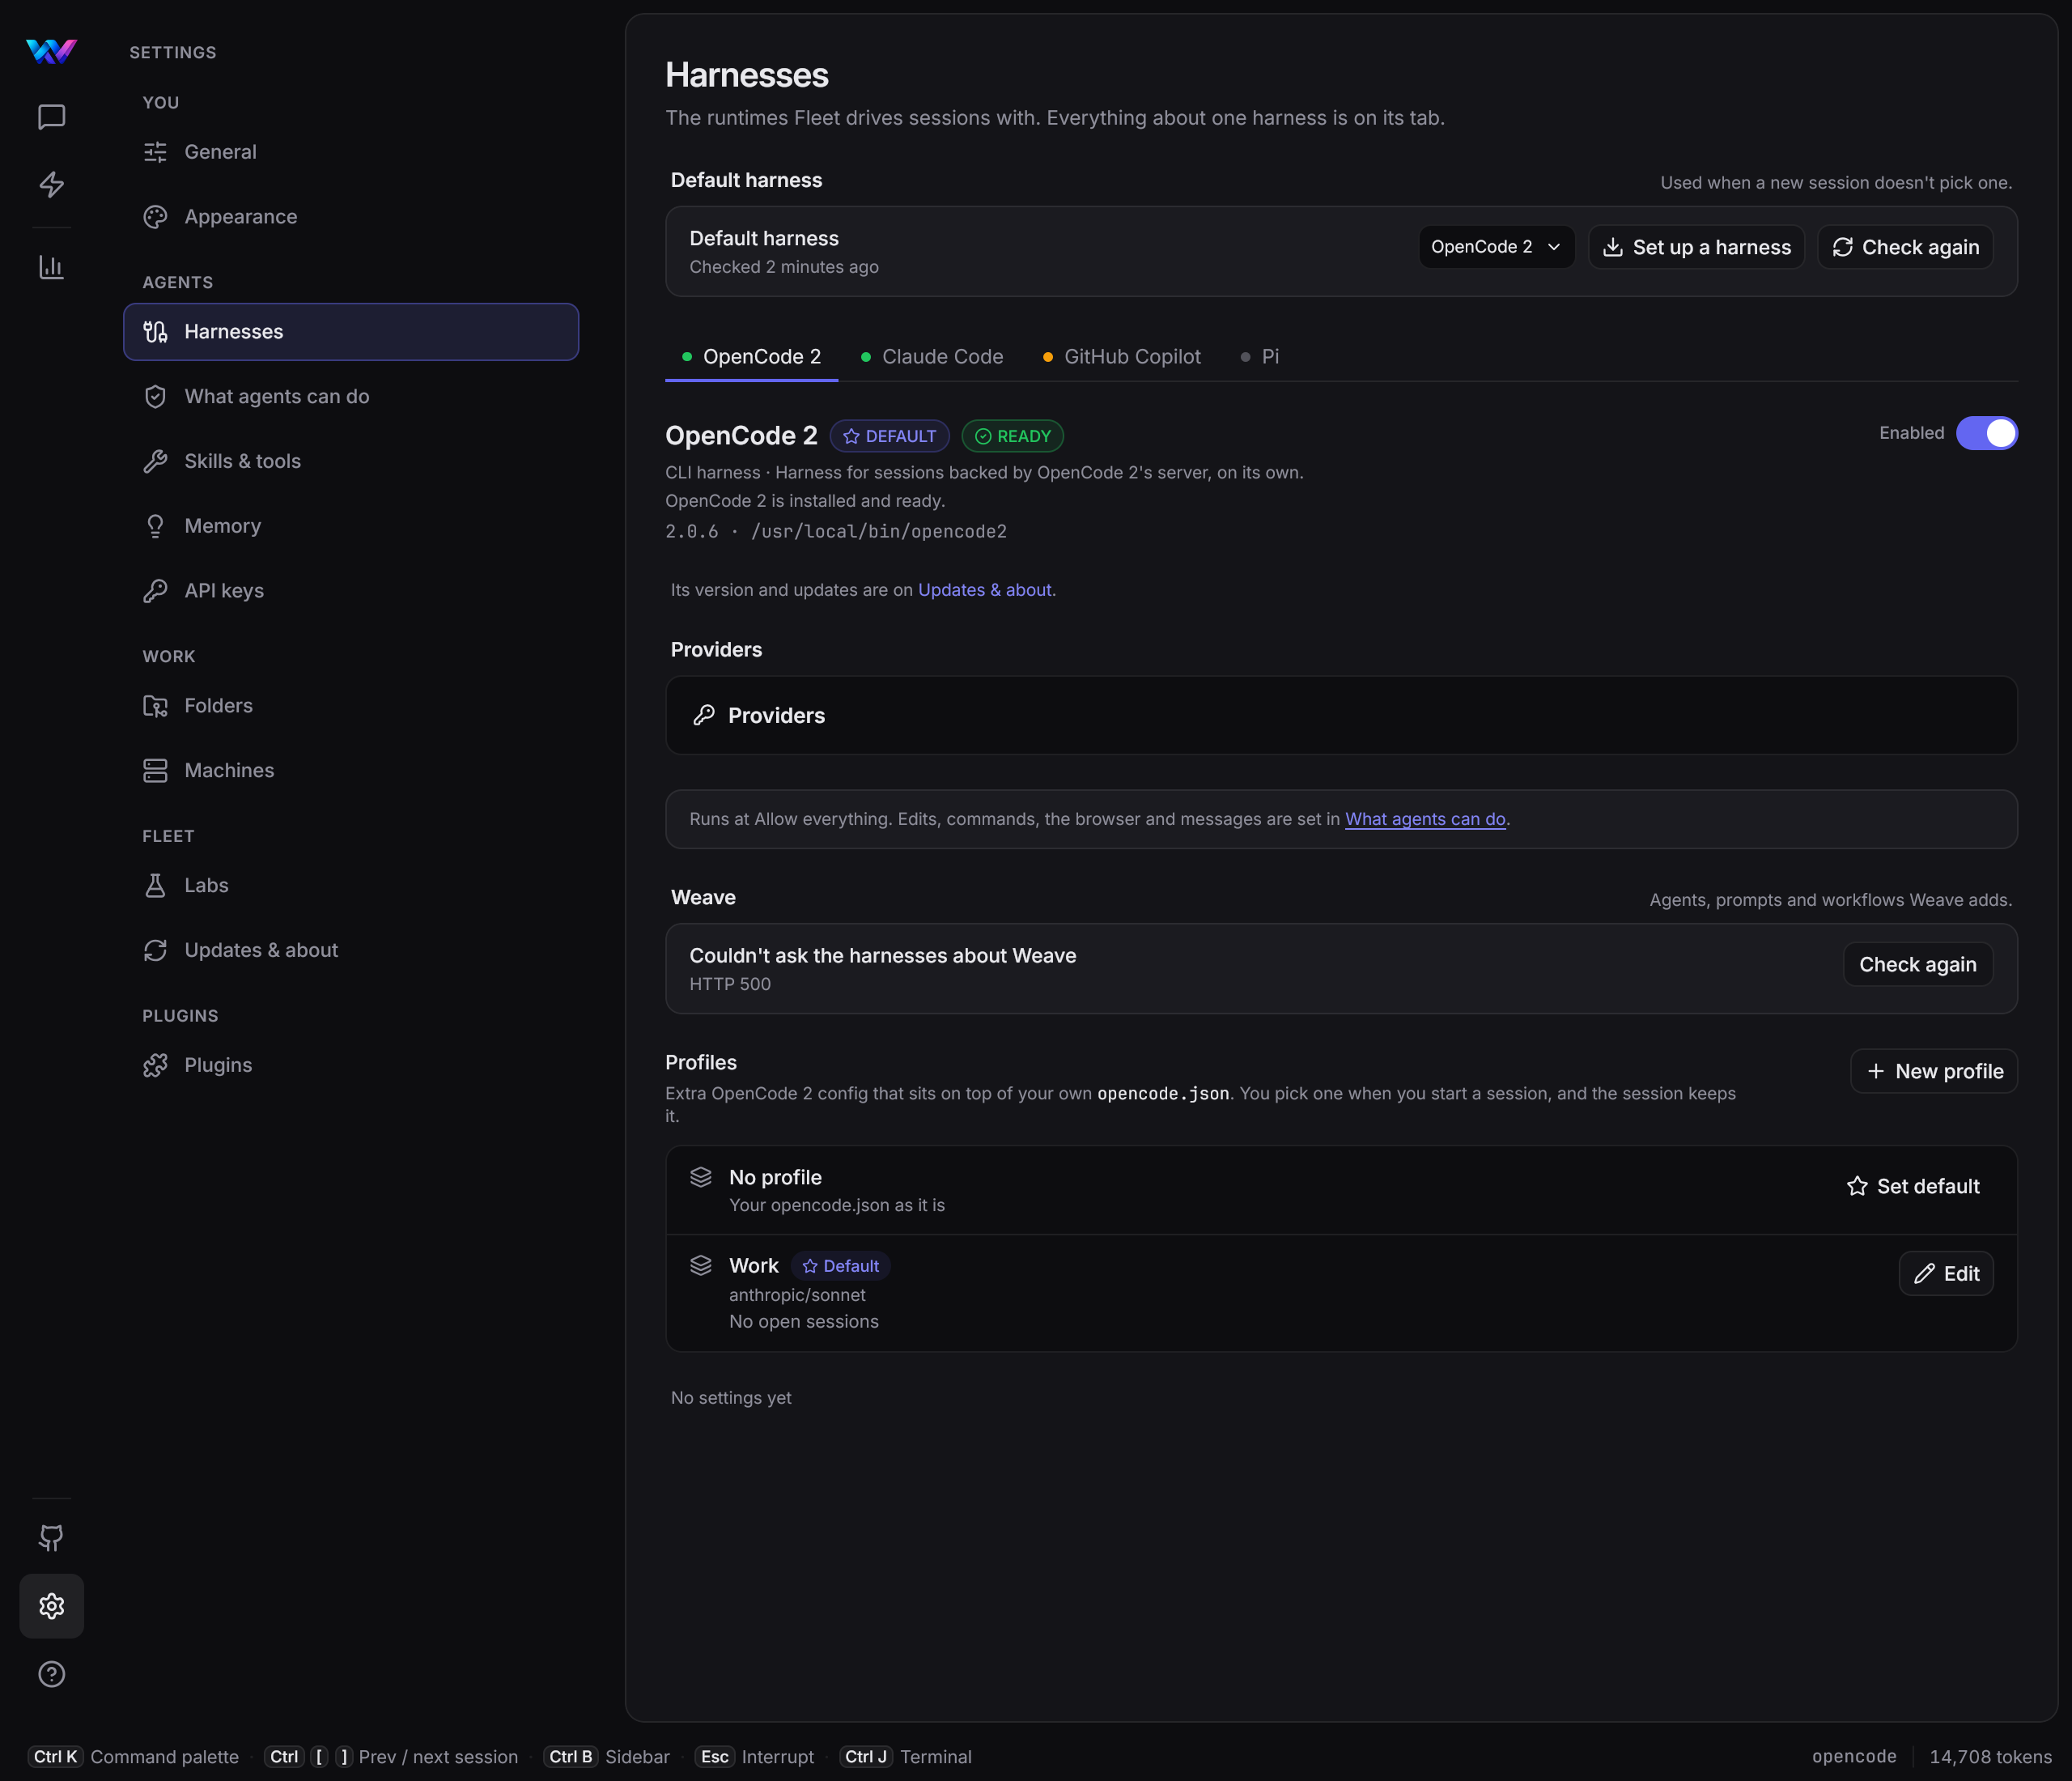 SETTINGS
YOU
General
Appearance
AGENTS
Harnesses
What agents can do
Skills & tools
Memory
API keys
WORK
Folders
Machines
FLEET
Labs
Updates & about
PLUGINS
Plugins
Harnesses
The runtimes Fleet drives sessions with. Everything about one harness is on its tab.
Default harness
Used when a new session doesn't pick one.
Default harness
Checked 2 minutes ago
OpenCode 2
Set up a harness
Check again
OpenCode 2
Claude Code
GitHub Copilot
Pi
OpenCode 2
DEFAULT
READY
Enabled
CLI harness · Harness for sessions backed by OpenCode 2's server, on its own.
OpenCode 2 is installed and ready.
2.0.6 · /usr/local/bin/opencode2
Its version and updates are on Updates & about.
Providers
Providers
Runs at Allow everything. Edits, commands, the browser and messages are set in What agents can do.
Weave
Agents, prompts and workflows Weave adds.
Couldn't ask the harnesses about Weave
HTTP 500
Check again
Profiles
Extra OpenCode 2 config that sits on top of your own opencode.json. You pick one when you start a session, and the session keeps
it.
New profile
No profile
Your opencode.json as it is
Set default
Work
Default
anthropic/sonnet
No open sessions
Edit
No settings yet
Ctrl K Command palette · Ctrl [ ] Prev / next session · Ctrl B Sidebar · Esc Interrupt · Ctrl J Terminal
opencode
14,708 tokens